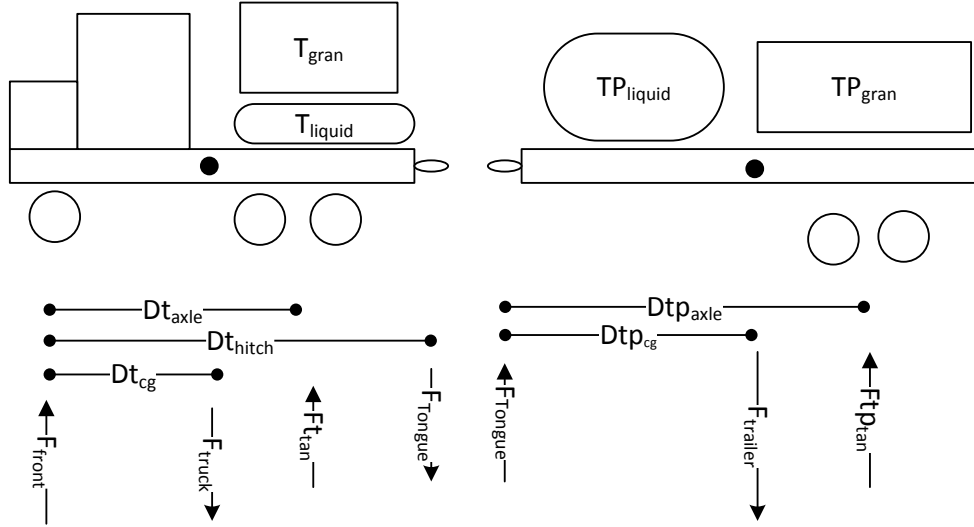 T_gran
T_liquid
TP_liquid
TP_gran
Dt_axle
Dt_hitch
Dt_cg
Dtp_axle
Dtp_cg
F_front
F_truck
Ft_tan
F_Tongue
F_Tongue
F_trailer
Ftp_tan